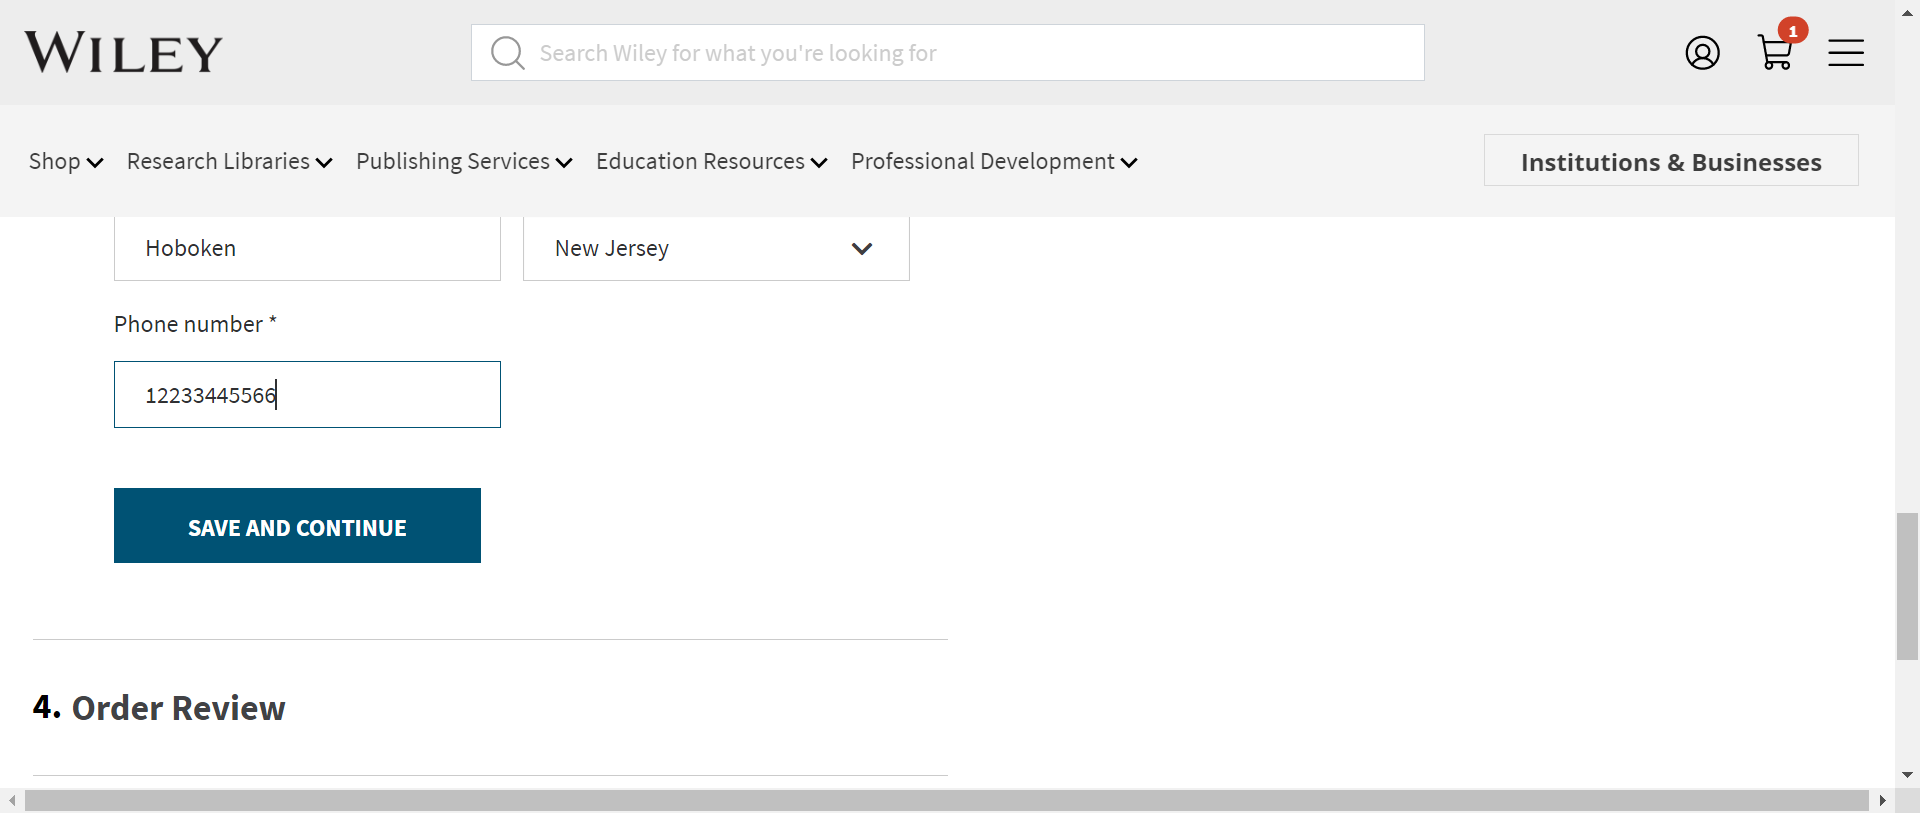 WILEY
Search Wiley for what you're looking for
1
Shop
Research Libraries
Publishing Services
Education Resources
Professional Development
Institutions & Businesses
Hoboken
New Jersey
Phone number *
12233445566
SAVE AND CONTINUE
4. Order Review